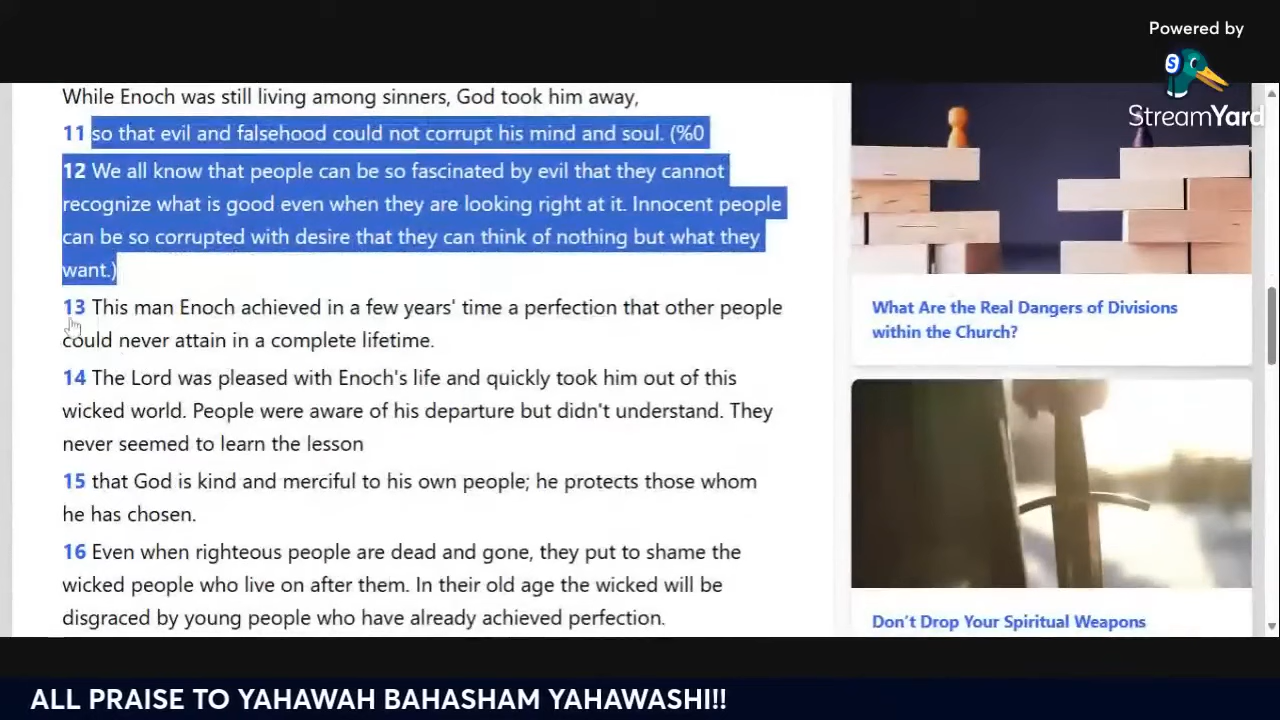 Powered by
StreamYard
While Enoch was still living among sinners, God took him away,
11 so that evil and falsehood could not corrupt his mind and soul. (%0
12 We all know that people can be so fascinated by evil that they cannot
recognize what is good even when they are looking right at it. Innocent people
can be so corrupted with desire that they can think of nothing but what they
want.)
13 This man Enoch achieved in a few years' time a perfection that other people
could never attain in a complete lifetime.
14 The Lord was pleased with Enoch's life and quickly took him out of this
wicked world. People were aware of his departure but didn't understand. They
never seemed to learn the lesson
15 that God is kind and merciful to his own people; he protects those whom
he has chosen.
16 Even when righteous people are dead and gone, they put to shame the
wicked people who live on after them. In their old age the wicked will be
disgraced by young people who have already achieved perfection.
What Are the Real Dangers of Divisions
within the Church?
Don't Drop Your Spiritual Weapons
ALL PRAISE TO YAHAWAH BAHASHAM YAHAWASHI!!